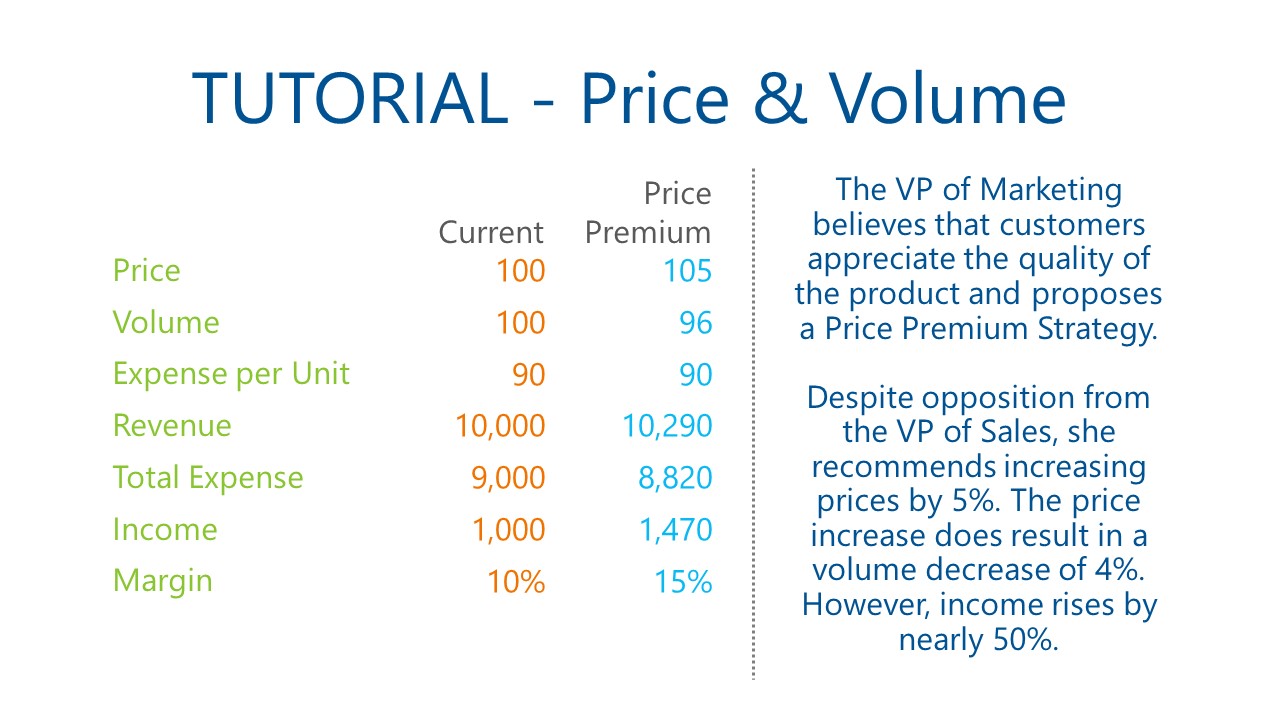 TUTORIAL - Price & Volume
Price
Current Premium
Price 100 105
Volume 100 96
Expense per Unit 90 90
Revenue 10,000 10,290
Total Expense 9,000 8,820
Income 1,000 1,470
Margin 10% 15%
The VP of Marketing
believes that customers
appreciate the quality of
the product and proposes
a Price Premium Strategy.
Despite opposition from
the VP of Sales, she
recommends increasing
prices by 5%. The price
increase does result in a
volume decrease of 4%.
However, income rises by
nearly 50%.